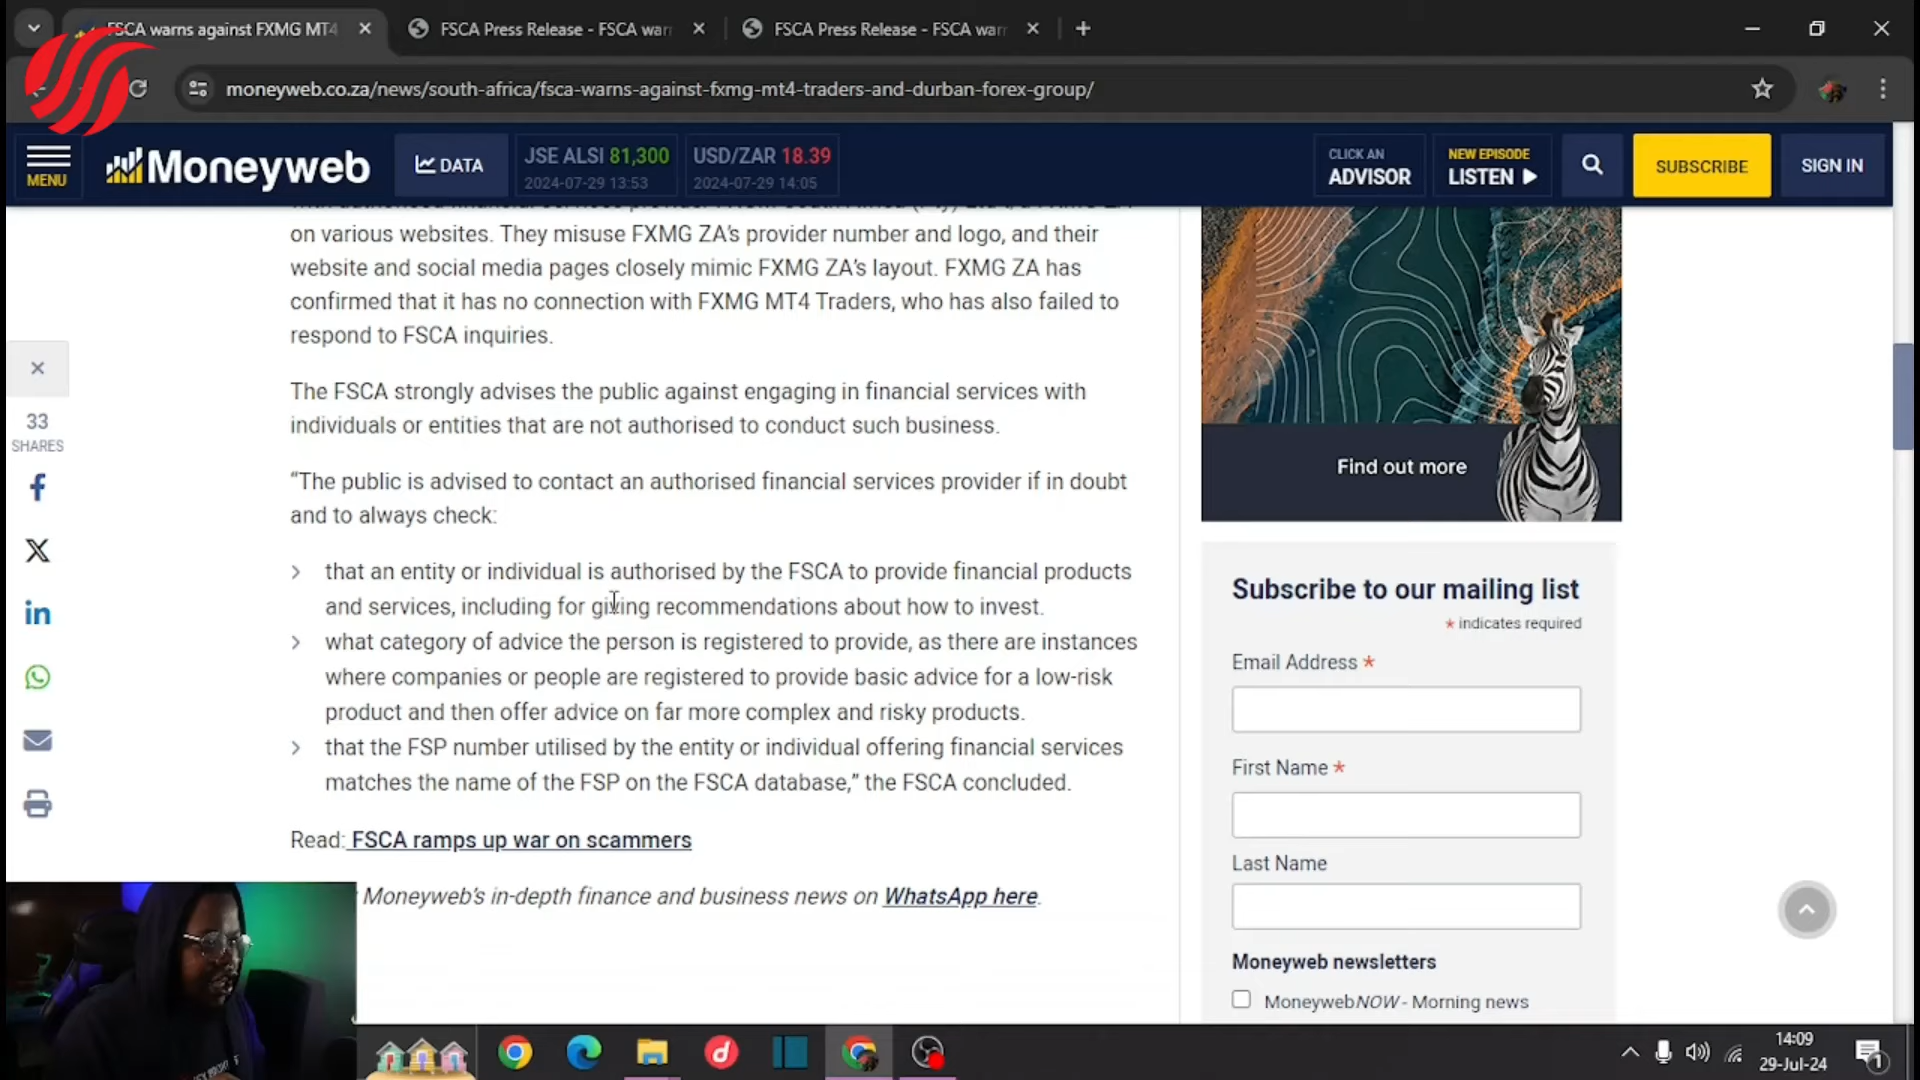 FSCA warns against FXMG MT4
FSCA Press Release - FSCA warr
FSCA Press Release - FSCA warr
moneyweb.co.za/news/south-africa/fsca-warns-against-fxmg-mt4-traders-and-durban-forex-group/
MENU
Moneyweb
DATA
JSE ALSI 81,300
2024-07-29 13:53
USD/ZAR 18.39
2024-07-29 14:05
CLICK AN
ADVISOR
NEW EPISODE
LISTEN
SUBSCRIBE
SIGN IN
on various websites. They misuse FXMG ZA's provider number and logo, and their
website and social media pages closely mimic FXMG ZA's layout. FXMG ZA has
confirmed that it has no connection with FXMG MT4 Traders, who has also failed to
respond to FSCA inquiries.
The FSCA strongly advises the public against engaging in financial services with
individuals or entities that are not authorised to conduct such business.
“The public is advised to contact an authorised financial services provider if in doubt
and to always check:
that an entity or individual is authorised by the FSCA to provide financial products
and services, including for giving recommendations about how to invest.
what category of advice the person is registered to provide, as there are instances
where companies or people are registered to provide basic advice for a low-risk
product and then offer advice on far more complex and risky products.
that the FSP number utilised by the entity or individual offering financial services
matches the name of the FSP on the FSCA database,” the FSCA concluded.
Read: FSCA ramps up war on scammers
Moneyweb's in-depth finance and business news on WhatsApp here.
33
SHARES
Find out more
Subscribe to our mailing list
* indicates required
Email Address *
First Name *
Last Name
Moneyweb newsletters
MoneywebNOW - Morning news
14:09
29-Jul-24
1